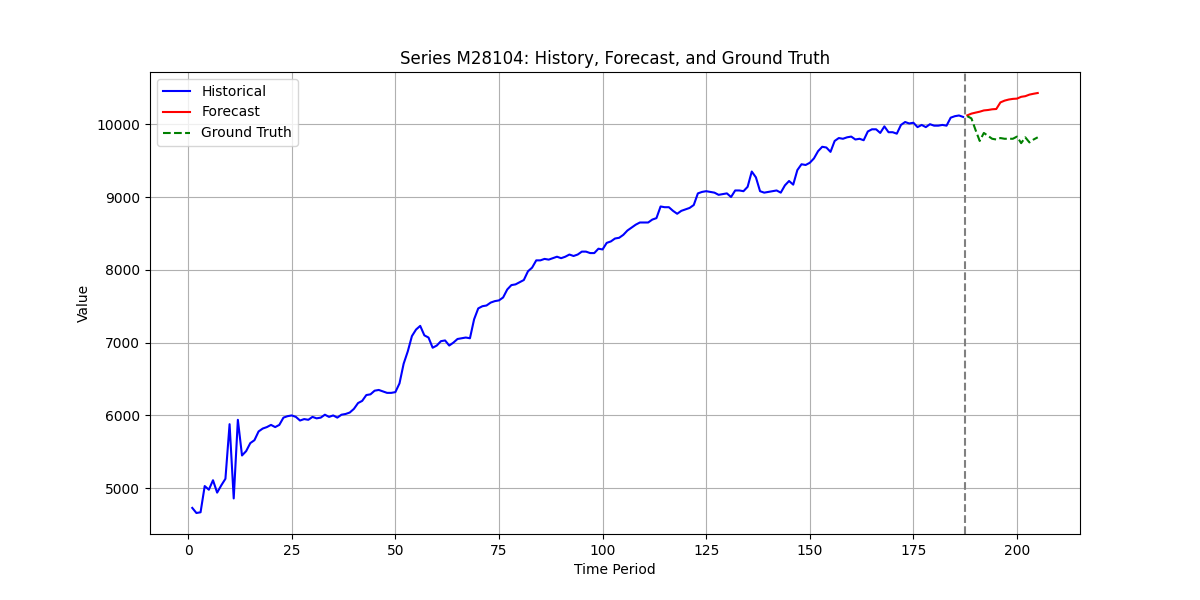 Series M28104: History, Forecast, and Ground Truth
Historical
Forecast
Ground Truth
10000
9000
8000
7000
6000
5000
Value
0 25 50 75 100 125 150 175 200
Time Period